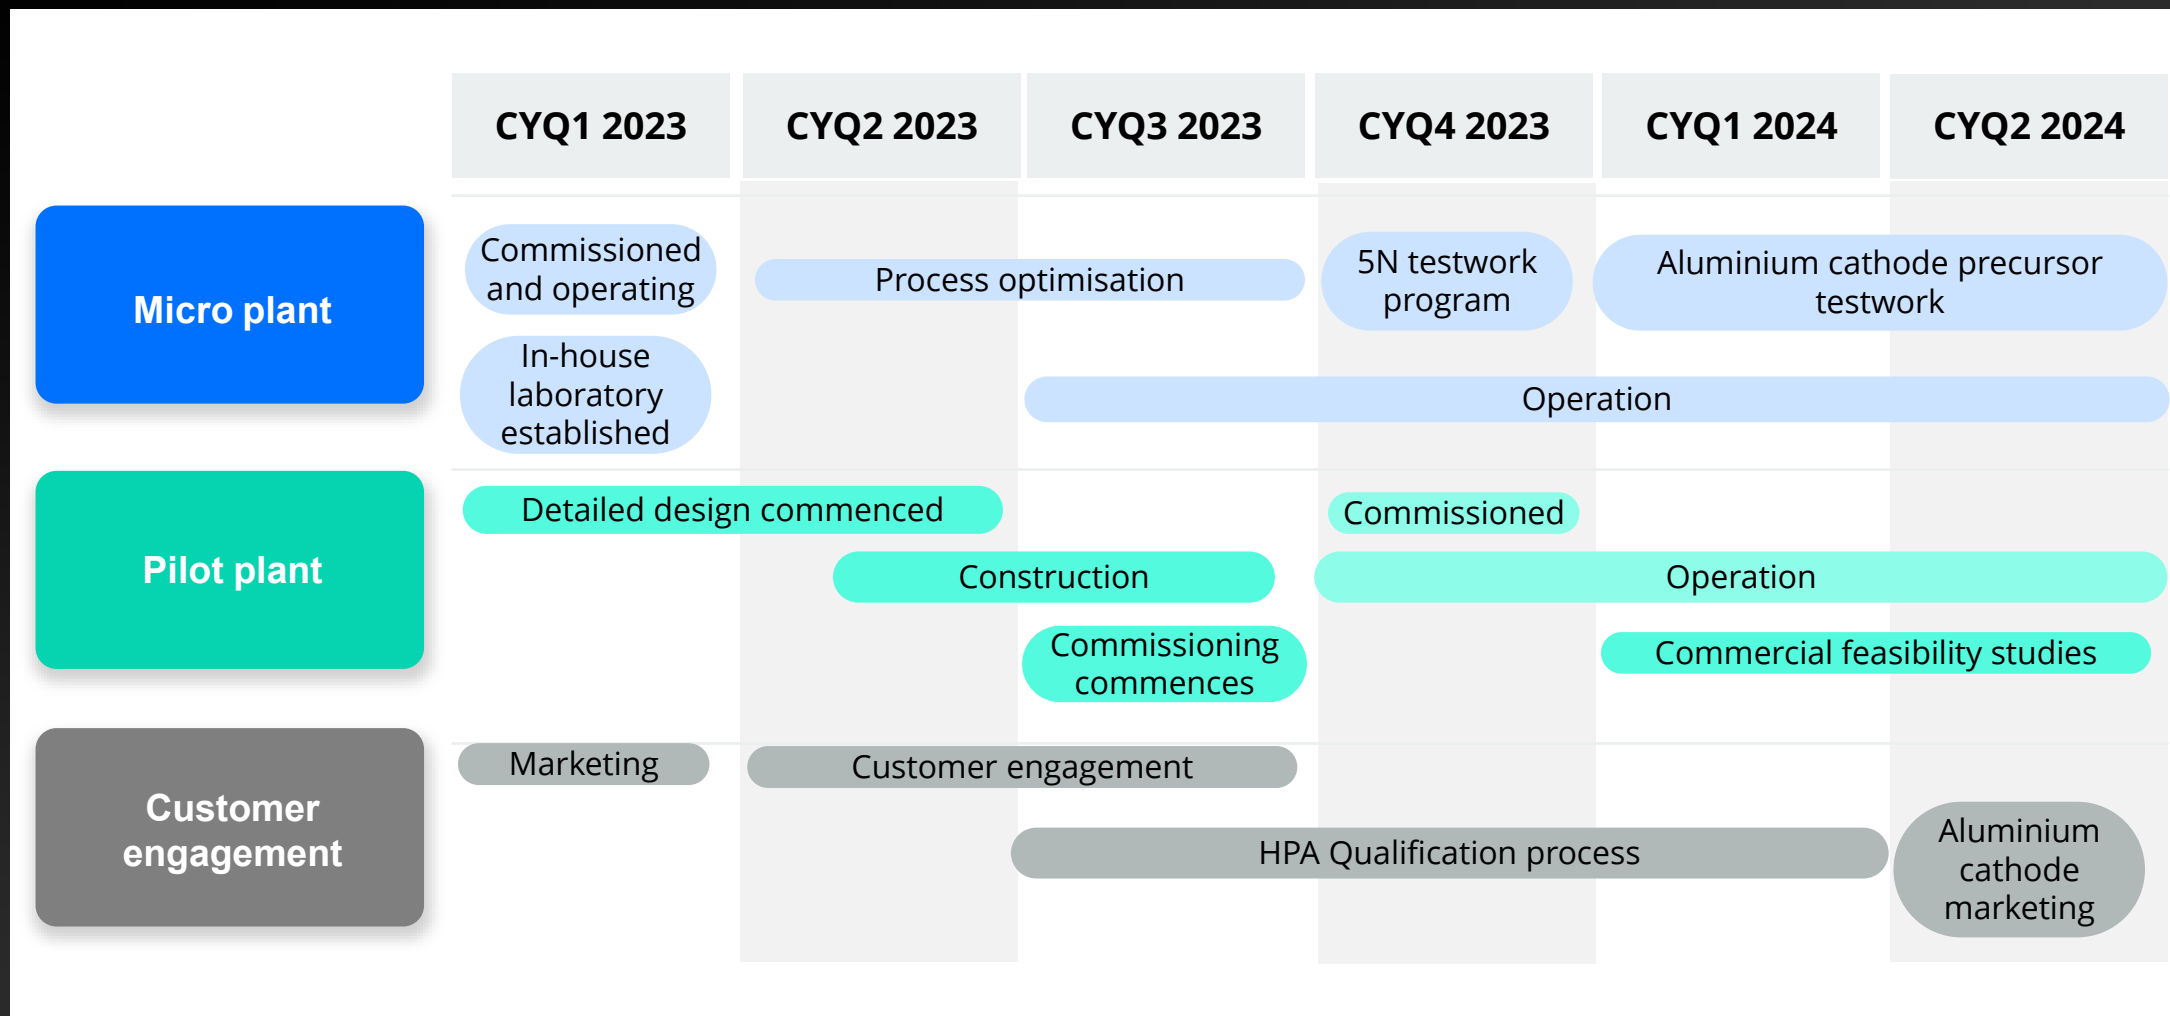 CYQ1 2023
CYQ2 2023
CYQ3 2023
CYQ4 2023
CYQ1 2024
CYQ2 2024
Micro plant
Commissioned
and operating
Process optimisation
5N testwork
program
Aluminium cathode precursor
testwork
In-house
laboratory
established
Operation
Pilot plant
Detailed design commenced
Commissioned
Construction
Operation
Commissioning
commences
Commercial feasibility studies
Customer
engagement
Marketing
Customer engagement
HPA Qualification process
Aluminium
cathode
marketing